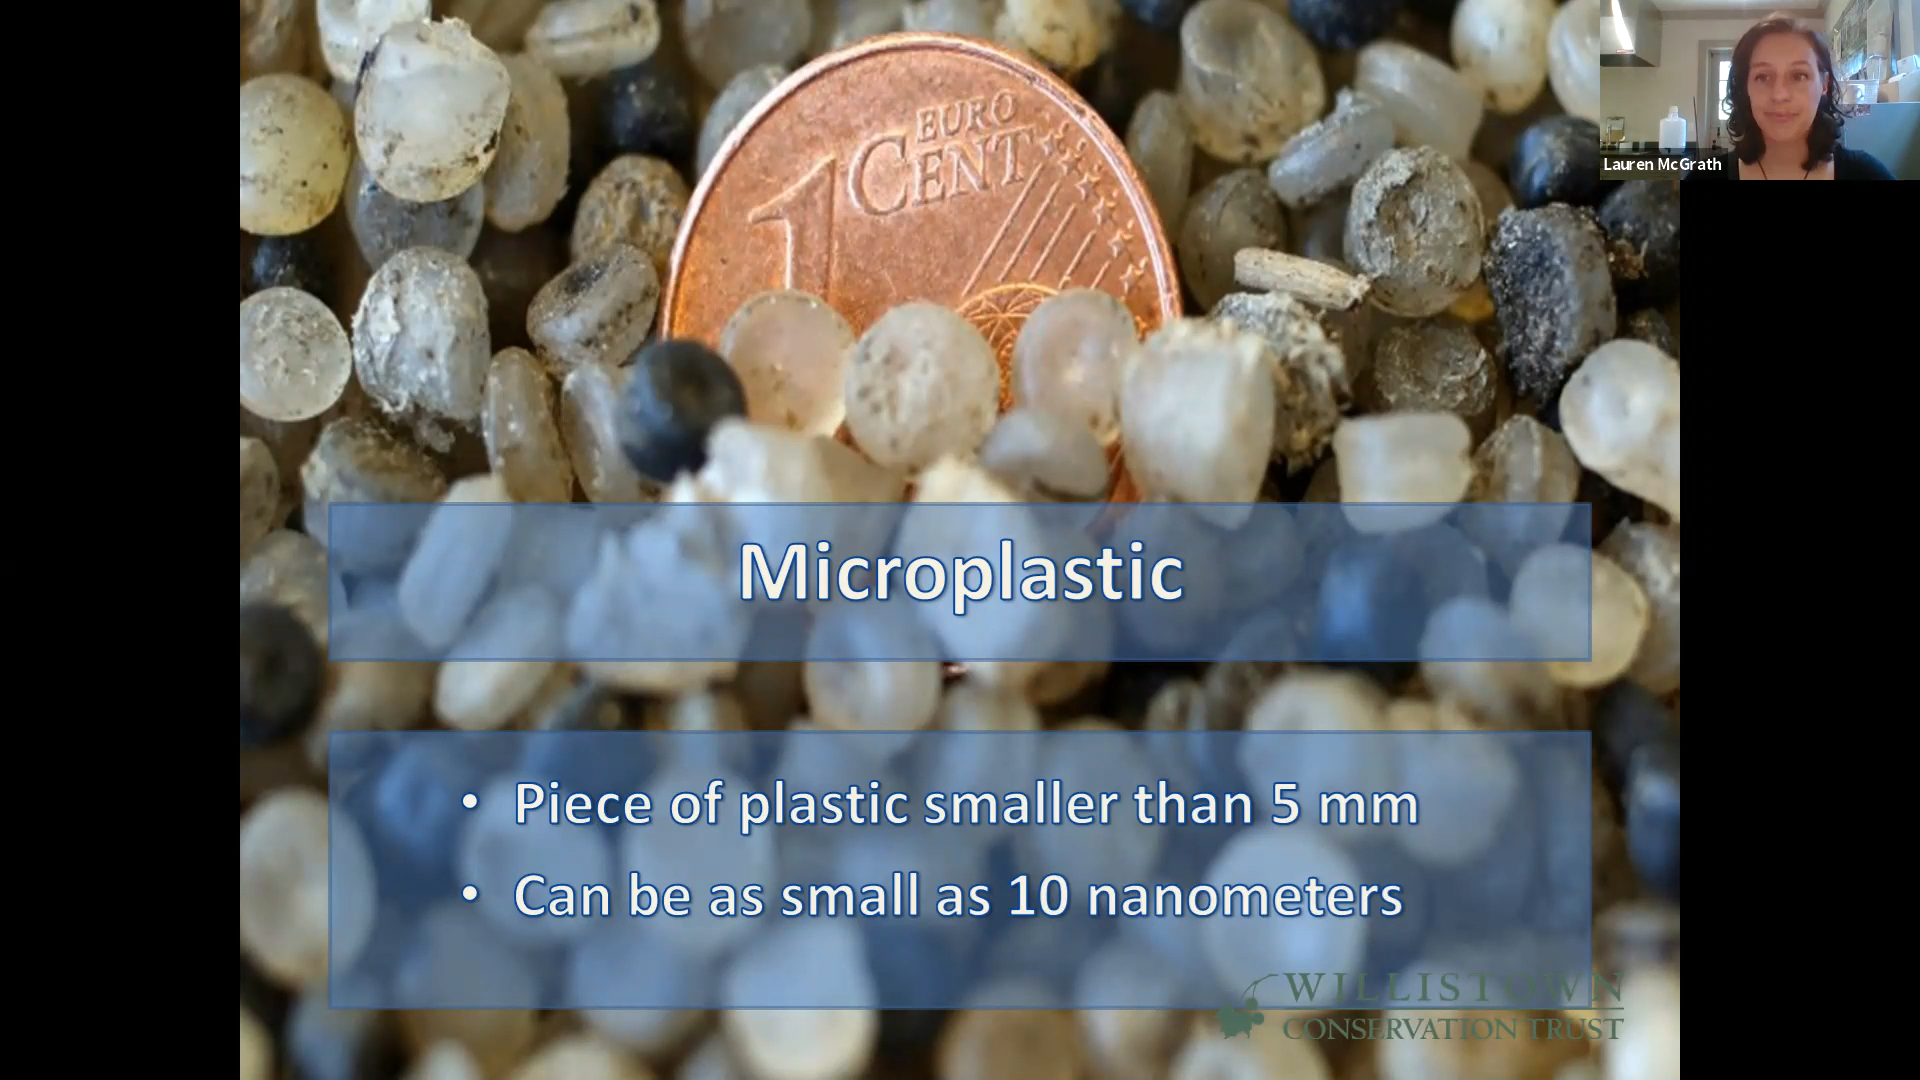 Lauren McGrath
EURO
1 CENT
Microplastic
• Piece of plastic smaller than 5 mm
• Can be as small as 10 nanometers
WILLISTOWN
CONSERVATION TRUST